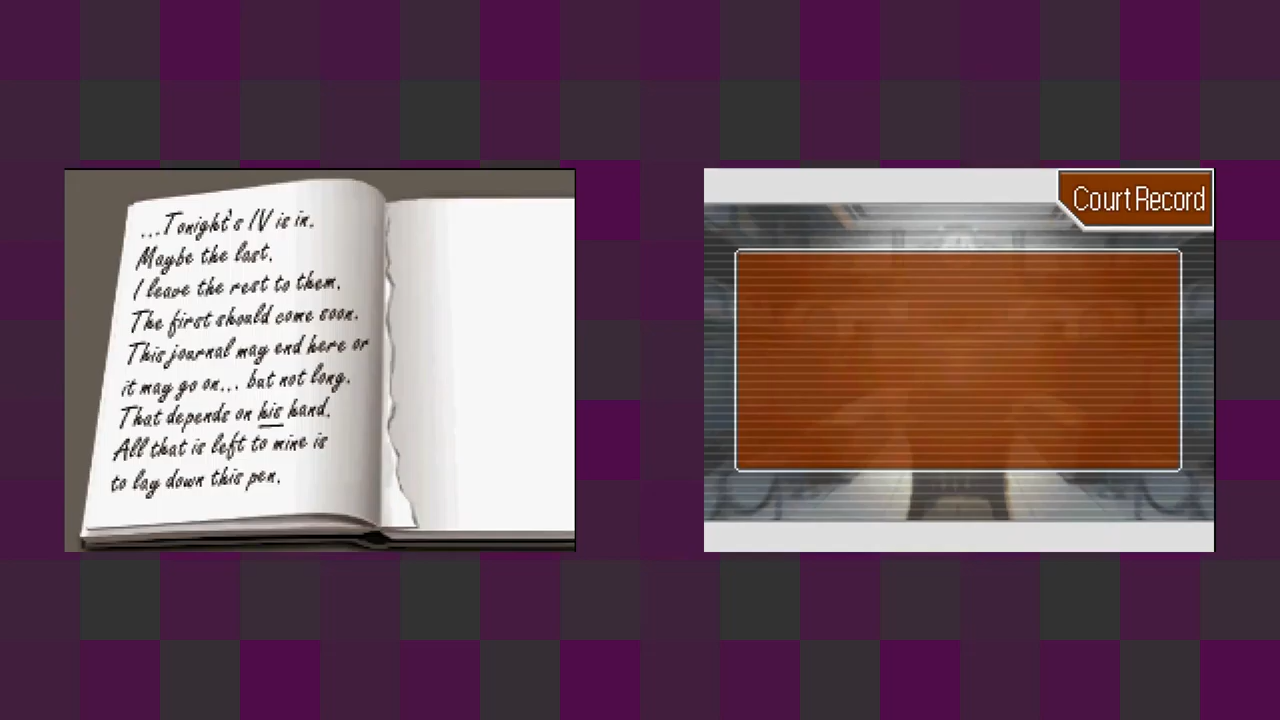 ...Tonight's IV is in.
Maybe the last.
I leave the rest to them.
The first should come soon.
This journal may end here or
it may go on... but not long.
That depends on his hand.
All that is left to mine is
to lay down this pen.
Court Record